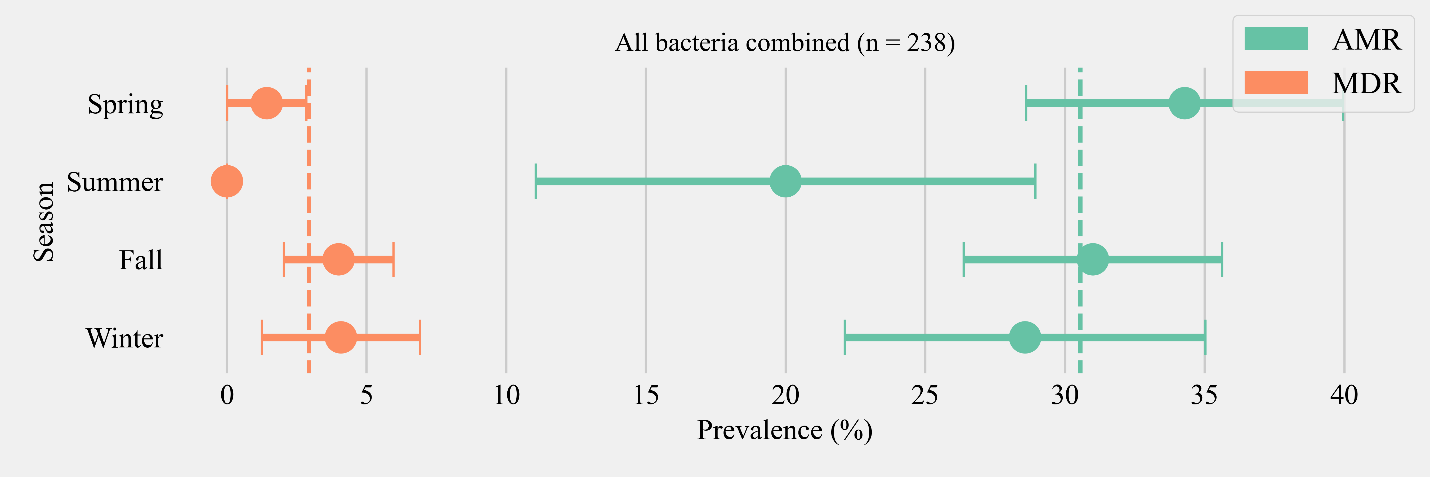 All bacteria combined (n = 238)
AMR
MDR
Season
Spring
Summer
Fall
Winter
0 5 10 15 20 25 30 35 40
Prevalence (%)